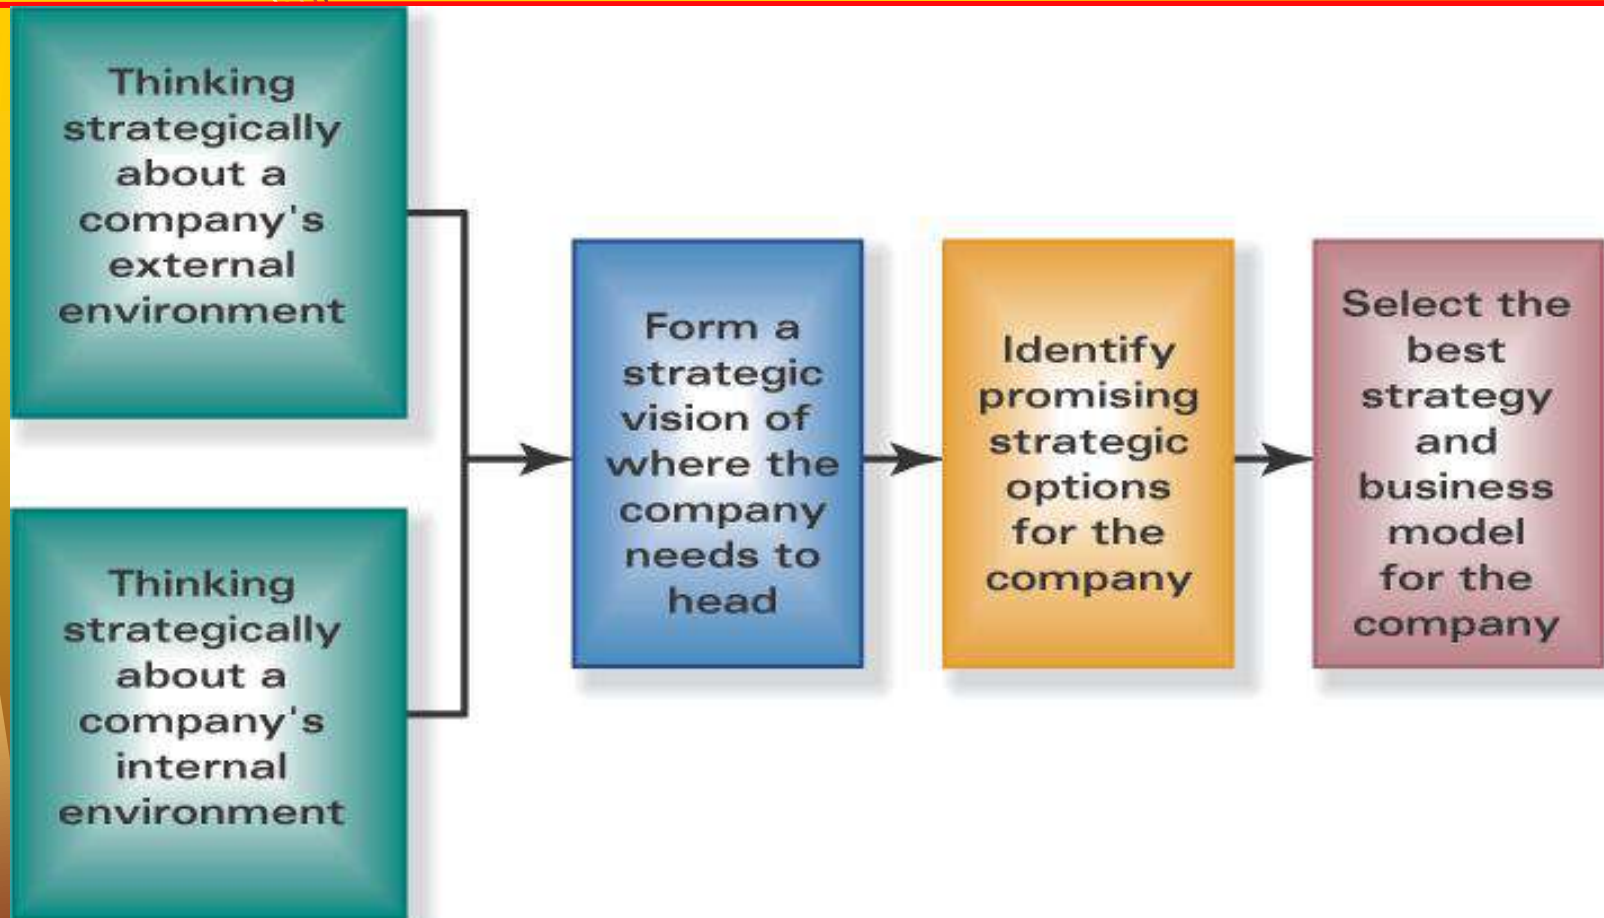 Thinking
strategically
about a
company's
external
environment
Thinking
strategically
about a
company's
internal
environment
Form a
strategic
vision of
where the
company
needs to
head
Identify
promising
strategic
options
for the
company
Select the
best
strategy
and
business
model
for the
company